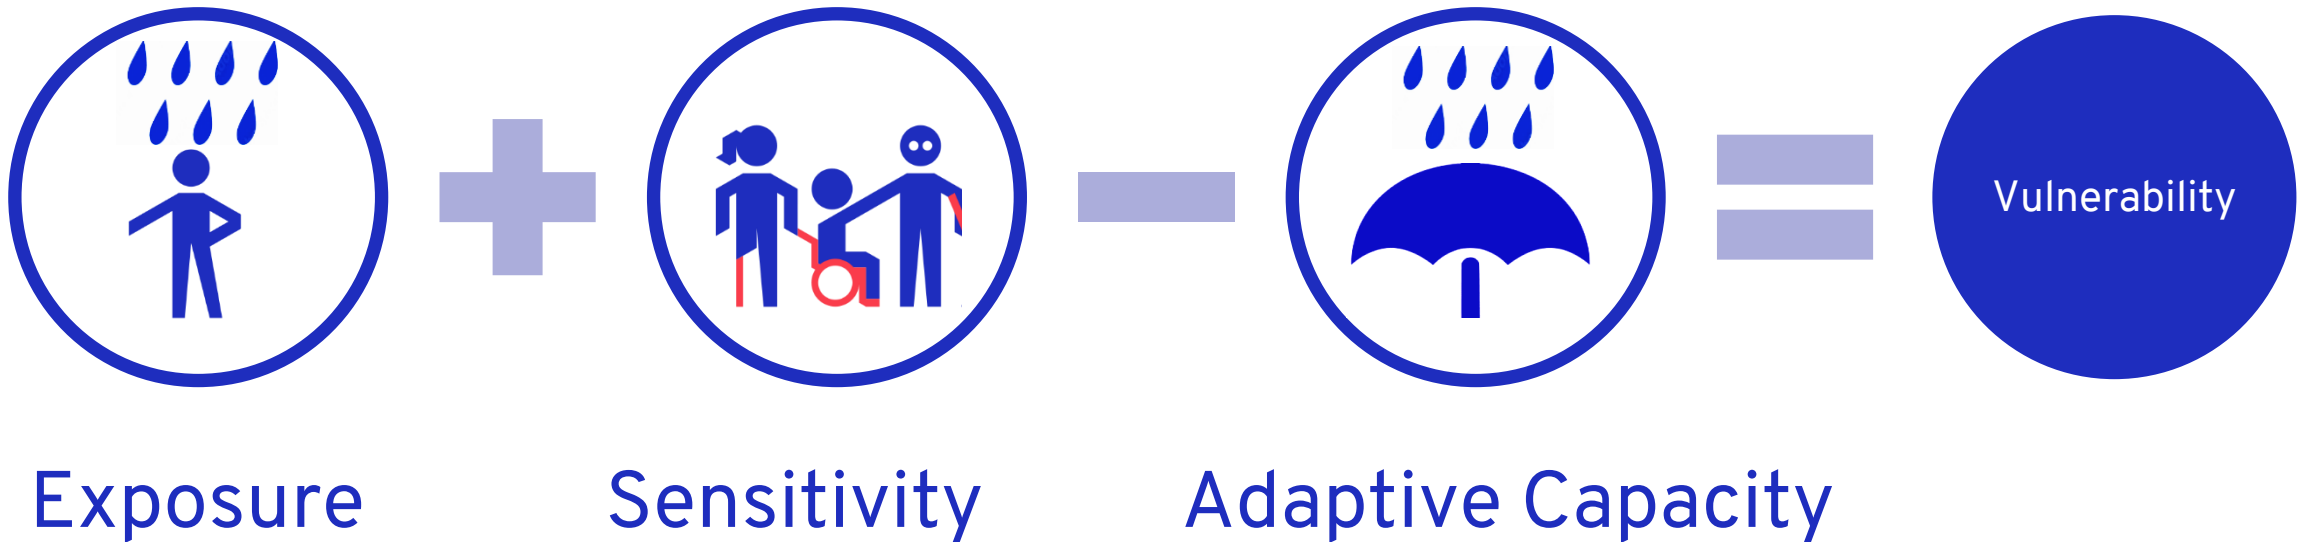 Vulnerability
Exposure
Sensitivity
Adaptive Capacity